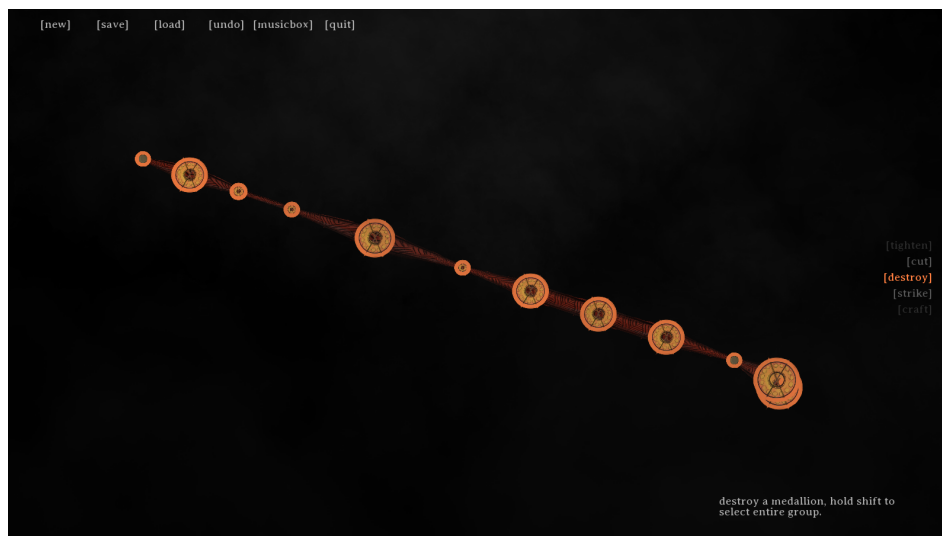 [new] [save] [load] [undo] [musicbox] [quit]
[tighten]
[cut]
[destroy]
[strike]
[craft]
destroy a medallion, hold shift to
select entire group.